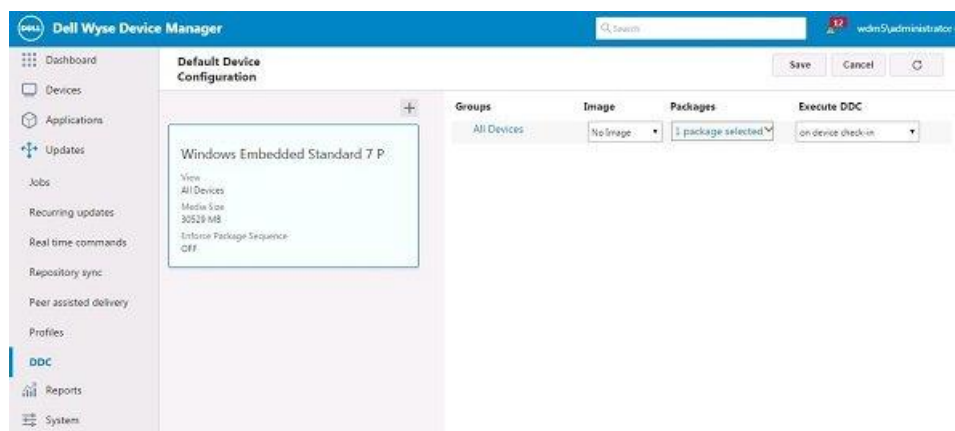 DELL
Dell Wyse Device Manager
Search
12
wdm5\administrator
Dashboard
Devices
Applications
Updates
Jobs
Recurring updates
Real time commands
Repository sync
Peer assisted delivery
Profiles
DDC
Reports
System
Default Device
Configuration
Save
Cancel
+
Windows Embedded Standard 7 P
View
All Devices
Media Size
30529 MB
Enforce Package Sequence
OFF
Groups Image Packages Execute DDC
All Devices No Image 1 package selected on device check-in